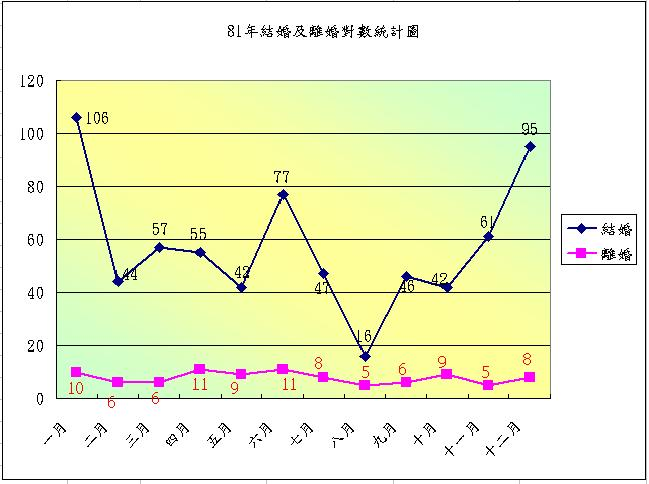 81年結婚及離婚對數統計圖
120
100
80
60
40
20
0
106
44
57
55
42
77
47
16
46
42
61
95
10
6
6
11
9
11
8
5
6
9
5
8
一月
二月
三月
四月
五月
六月
七月
八月
九月
十月
十一月
十二月
結婚
離婚